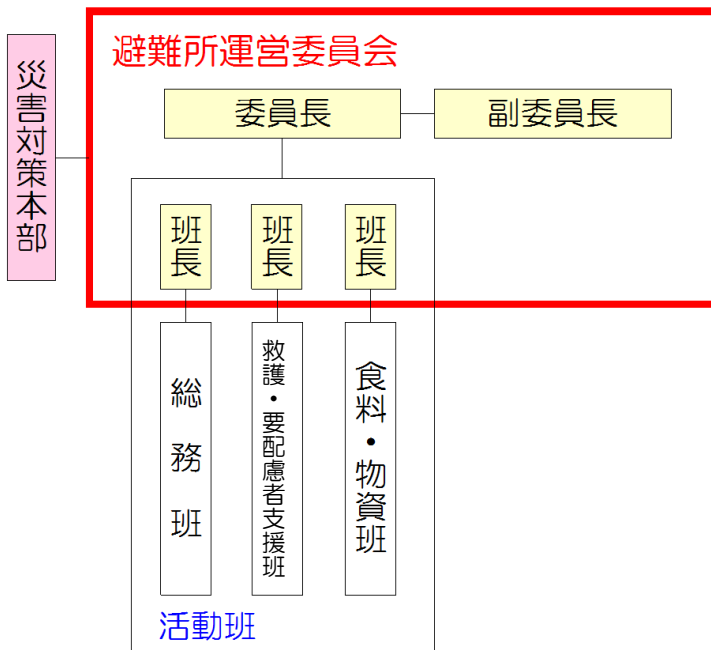 災害対策本部
避難所運営委員会
委員長
副委員長
班長
班長
班長
総務班
救護・要配慮者支援班
食料・物資班
活動班